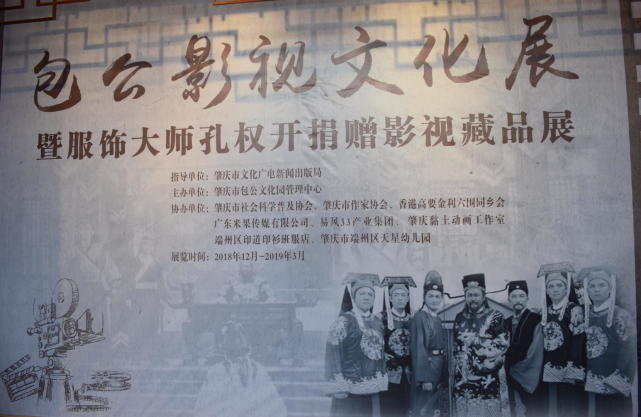 包公影视文化展
暨服饰大师孔权开捐赠影视藏品展
指导单位：肇庆市文化广电新闻出版局
主办单位：肇庆市包公文化园管理中心
协办单位：肇庆市社会科学普及协会、肇庆市作家协会、香港高要金利六围同乡会
广东米果传媒有限公司、易风33产业集团、肇庆黏土动画工作室
端州区印道印衫班服店、肇庆市端州区天星幼儿园
展览时间：2018年12月-2019年3月